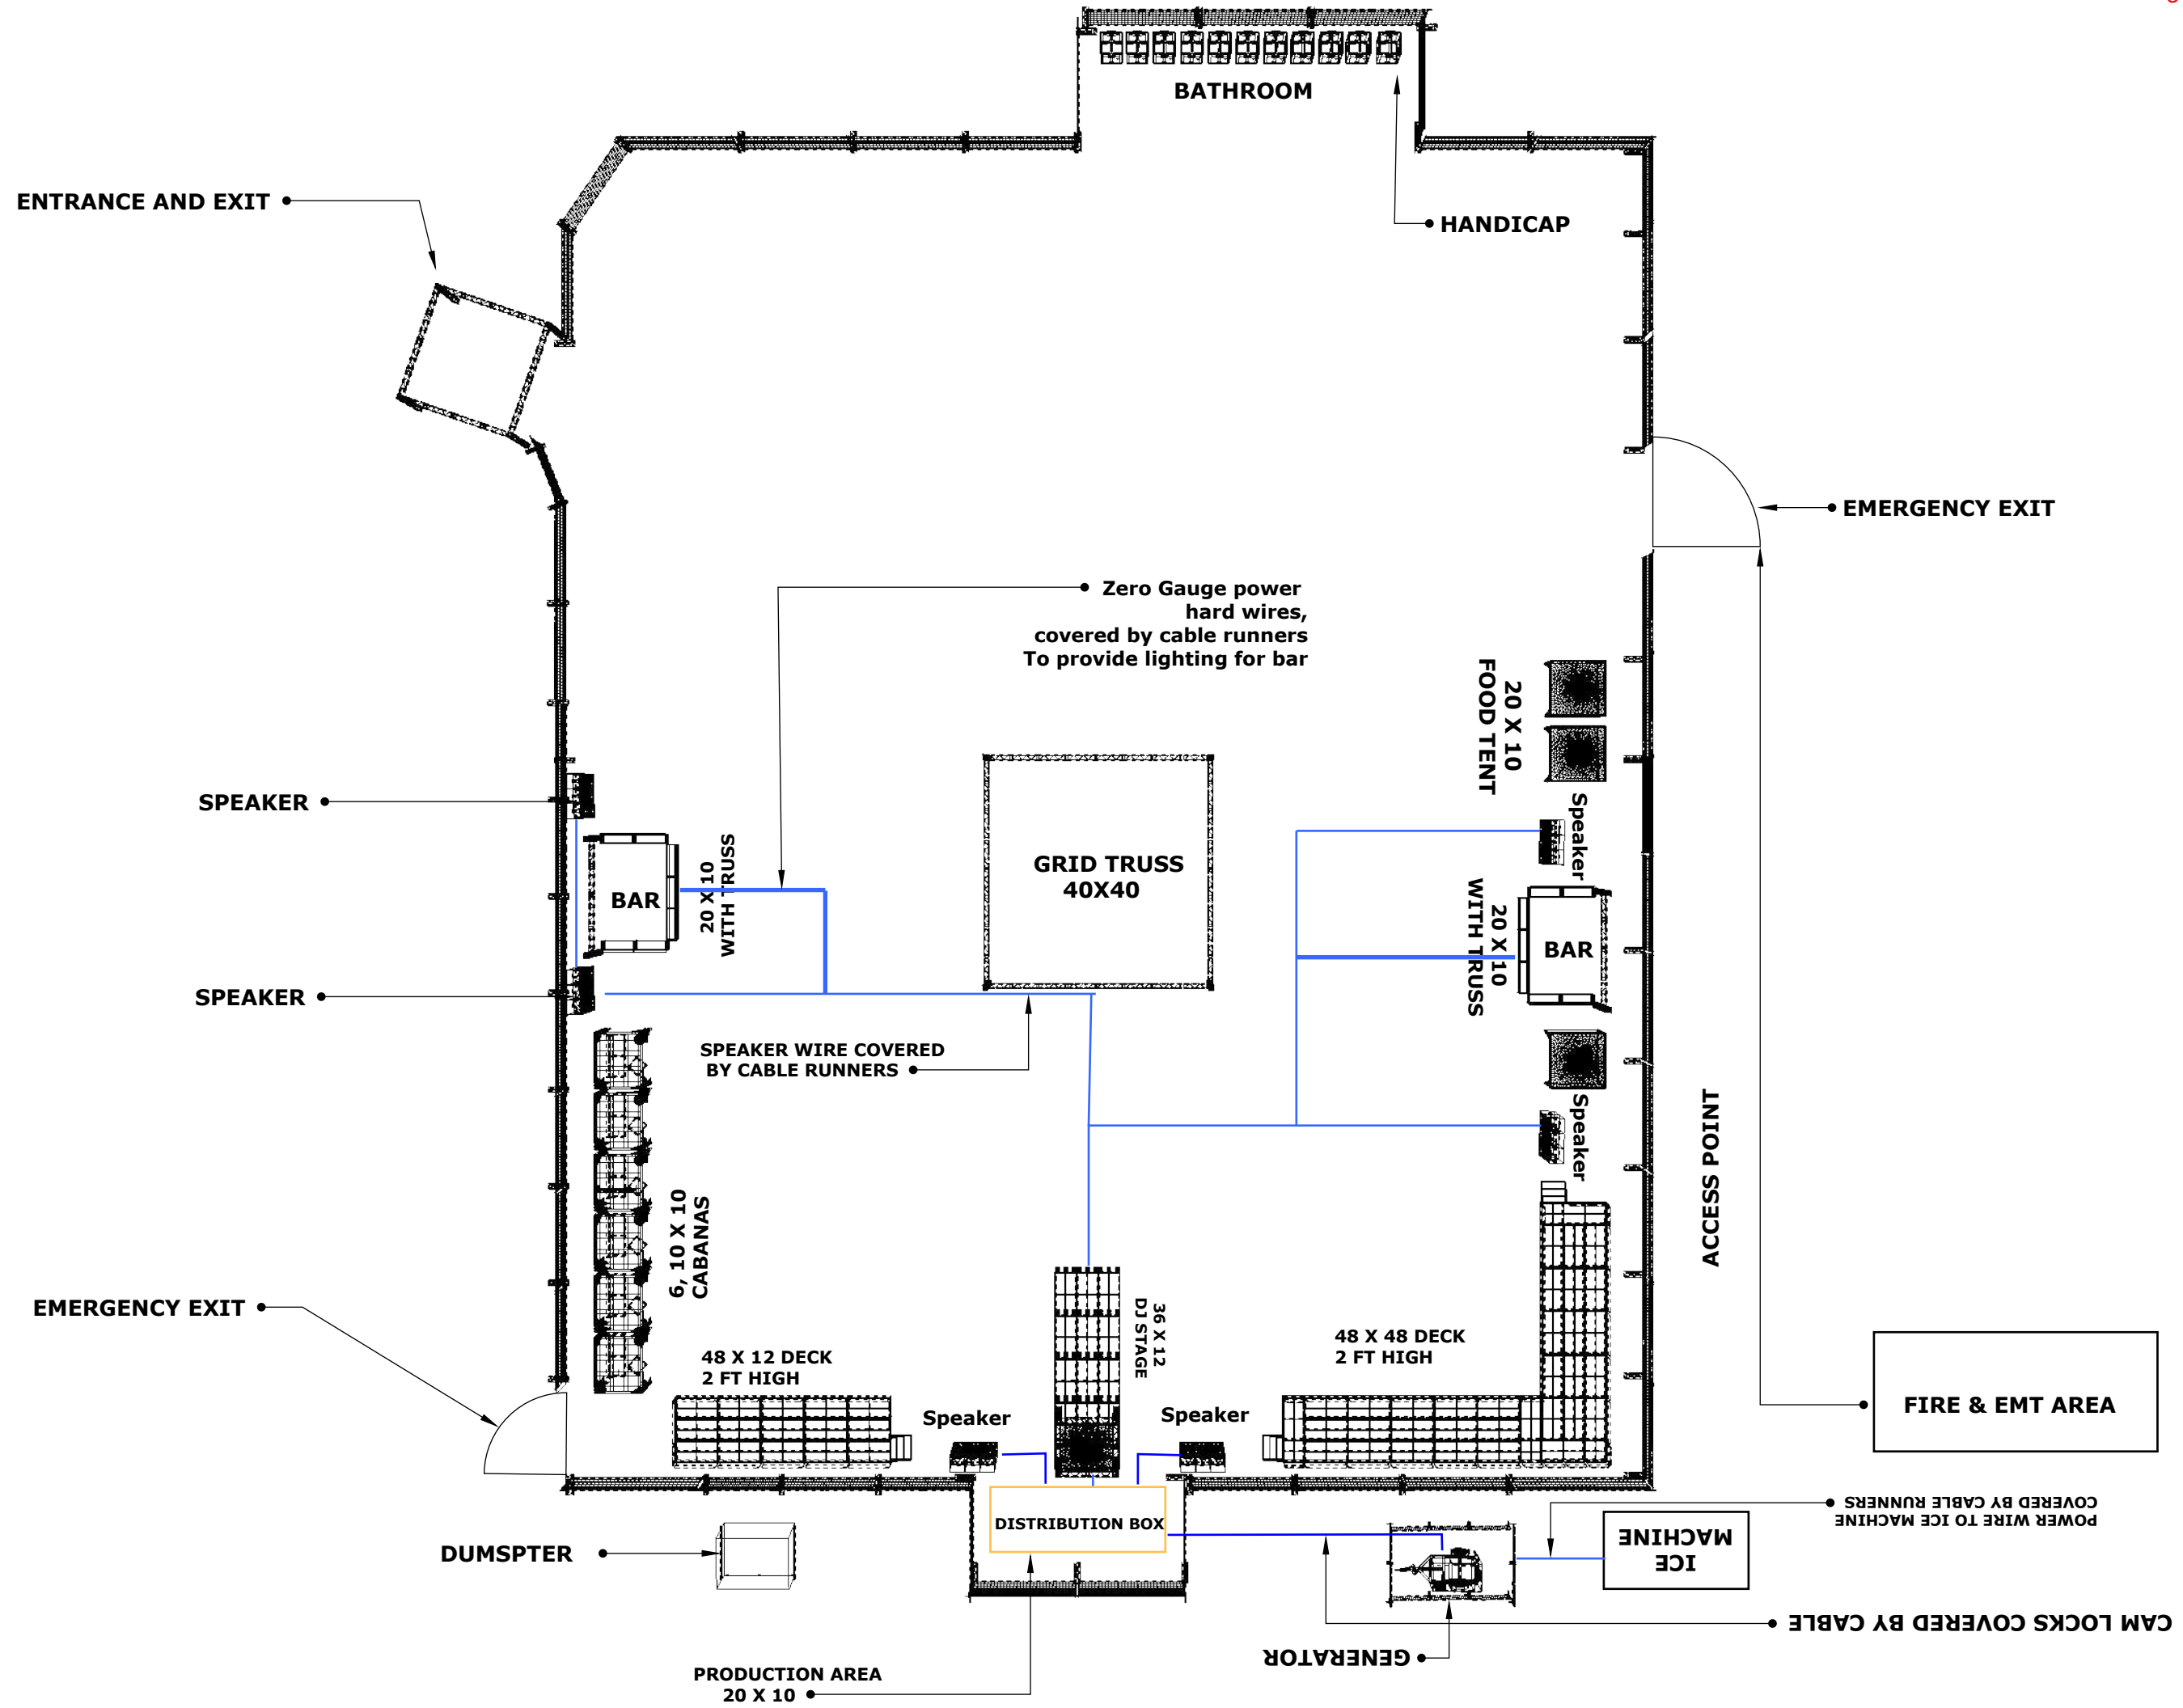 BATHROOM
ENTRANCE AND EXIT
HANDICAP
EMERGENCY EXIT
Zero Gauge power
hard wires,
covered by cable runners
To provide lighting for bar
20 X 10
FOOD TENT
SPEAKER
Speaker
GRID TRUSS
40X40
BAR
20 X 10
WITH TRUSS
20 X 10
WITH TRUSS
BAR
SPEAKER
SPEAKER WIRE COVERED
BY CABLE RUNNERS
Speaker
ACCESS POINT
6, 10 X 10
CABANAS
EMERGENCY EXIT
36 X 12
DJ STAGE
48 X 12 DECK
2 FT HIGH
48 X 48 DECK
2 FT HIGH
Speaker
Speaker
FIRE & EMT AREA
POWER WIRE TO ICE MACHINE
COVERED BY CABLE RUNNERS
DISTRIBUTION BOX
ICE
MACHINE
DUMSPTER
CAM LOCKS COVERED BY CABLE
GENERATOR
PRODUCTION AREA
20 X 10